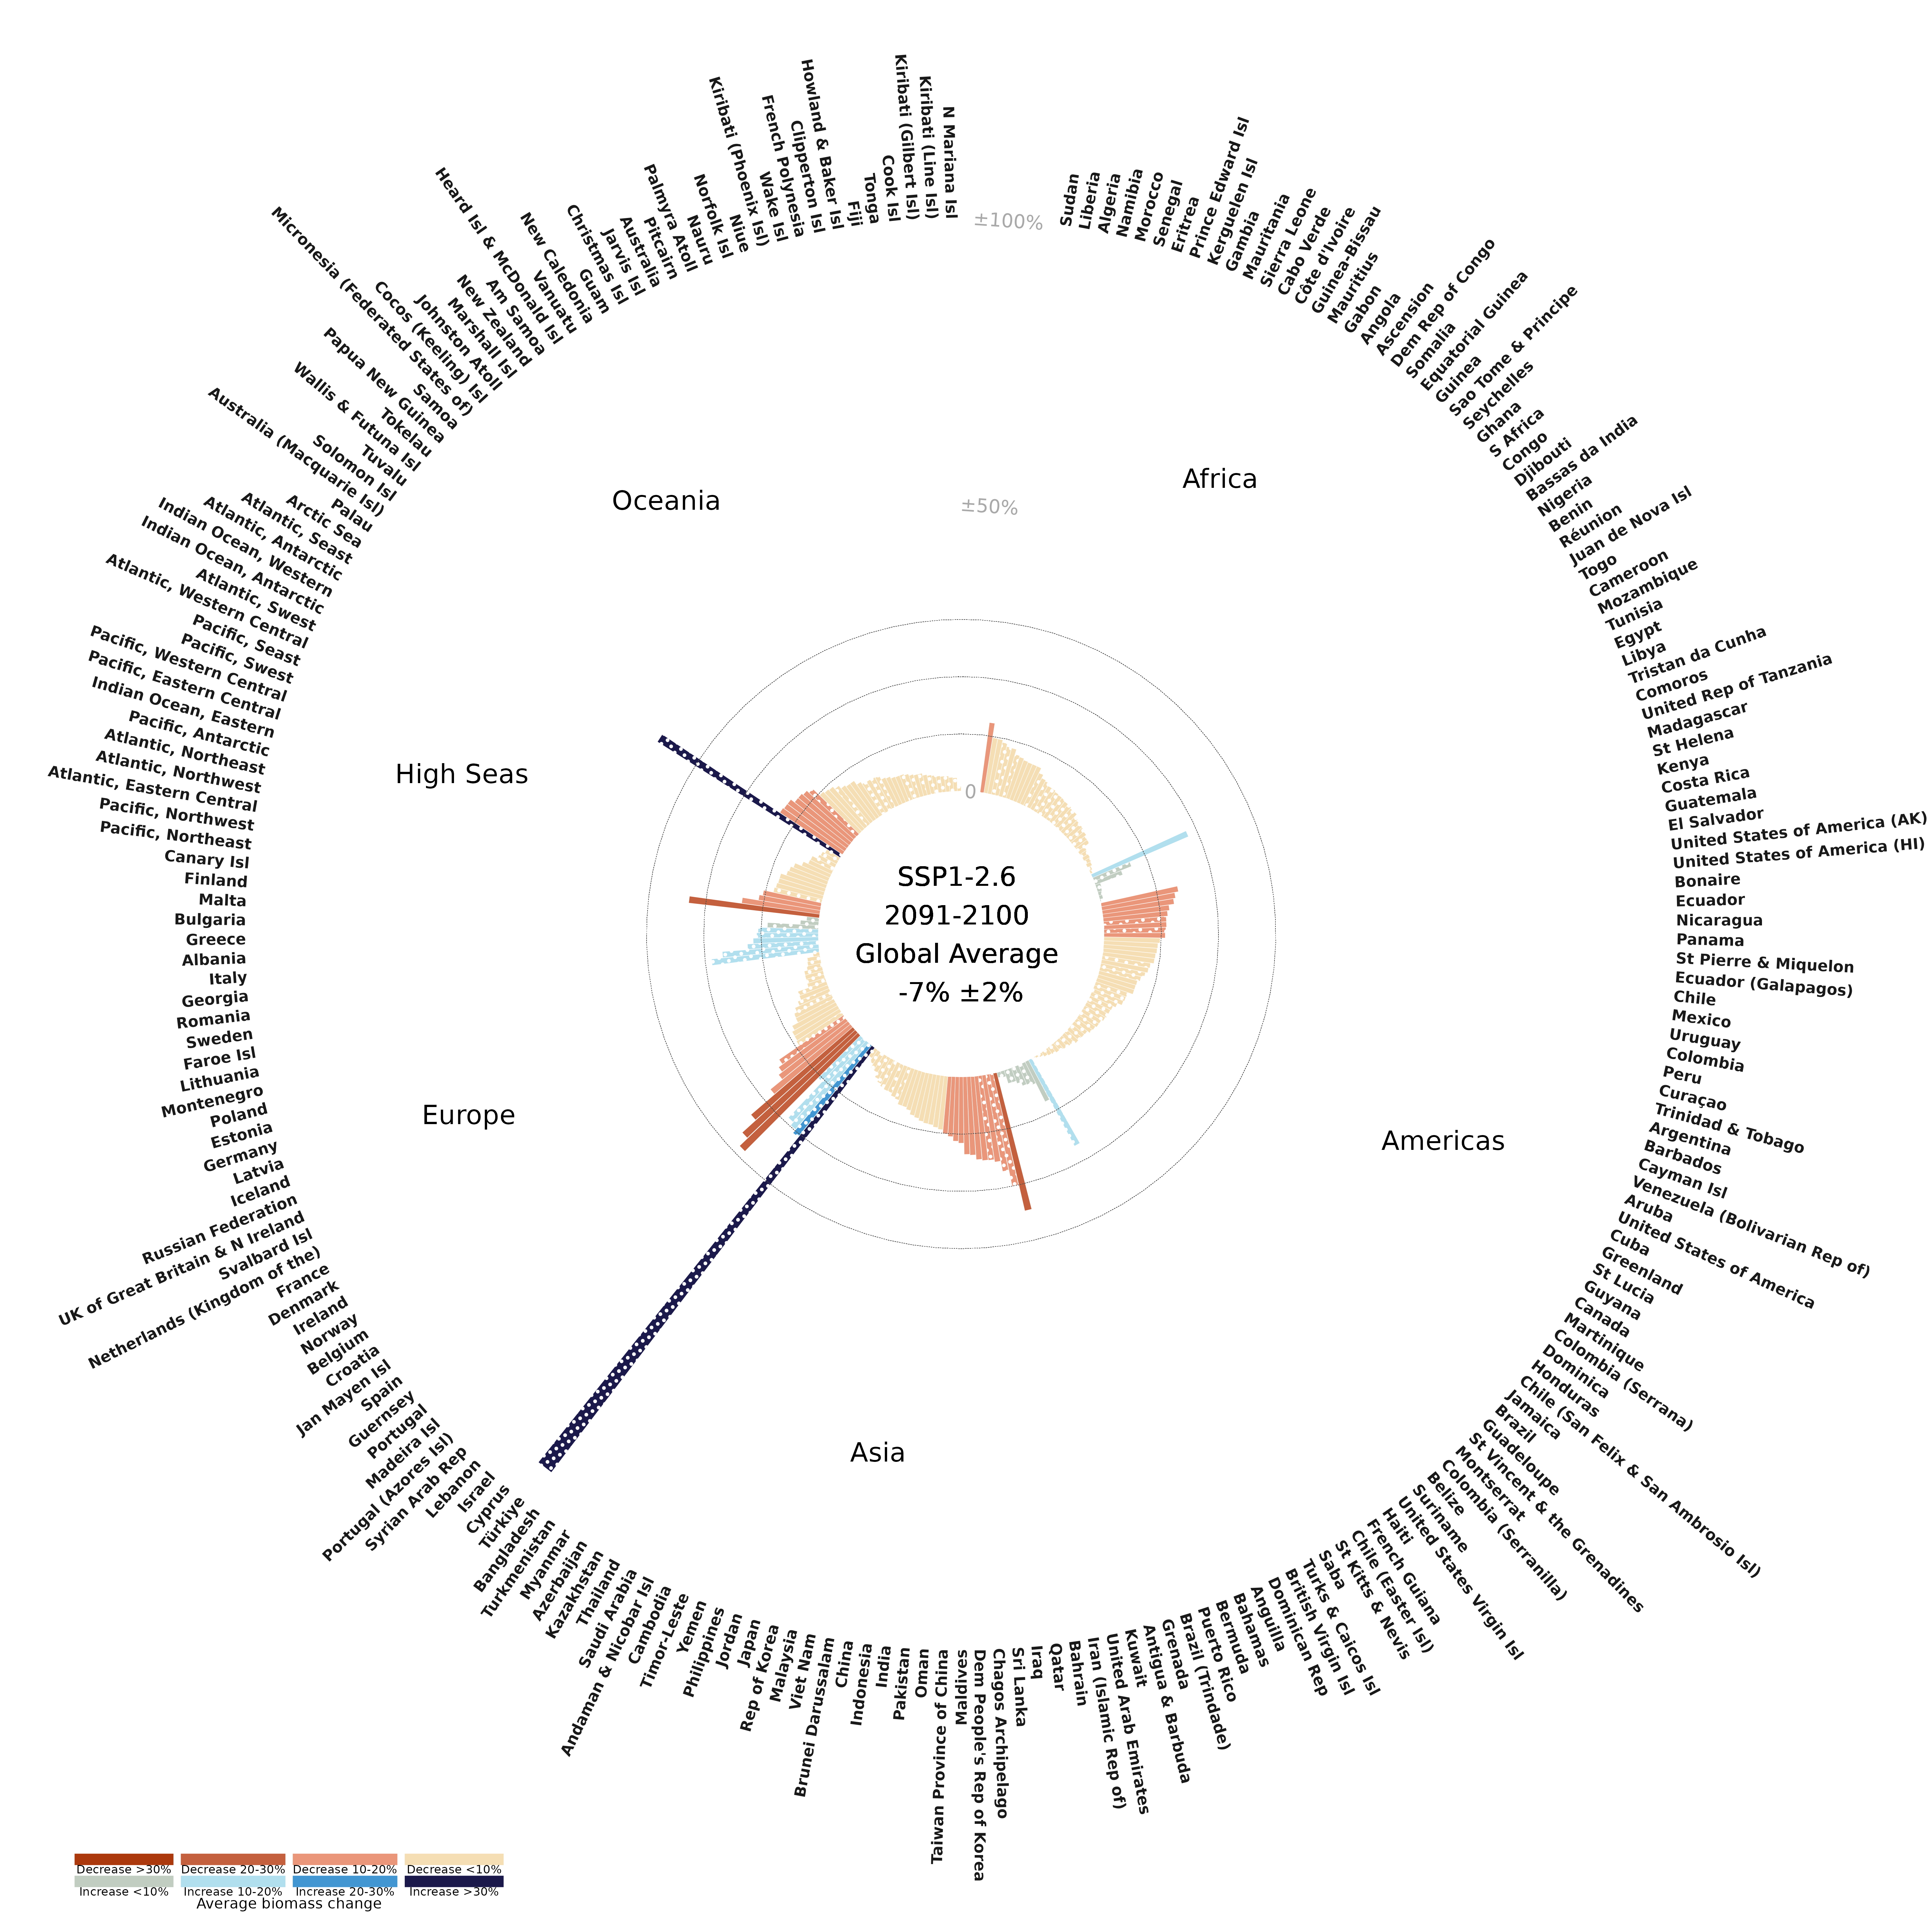 N Mariana Isl
Kiribati (Line Isl)
Kiribati (Gilbert Isl)
Cook Isl
Tonga
Fiji
Howland & Baker Isl
Clipperton Isl
French Polynesia
Wake Isl
Kiribati (Phoenix Isl)
Niue
Norfolk Isl
Nauru
Palmyra Atoll
Pitcairn
Australia
Jarvis Isl
Christmas Isl
Guam
New Caledonia
Vanuatu
Heard Isl & McDonald Isl
Am Samoa
New Zealand
Marshall Isl
Johnston Atoll
Cocos (Keeling) Isl
Micronesia (Federated States of)
Samoa
Papua New Guinea
Tokelau
Wallis & Futuna Isl
Tuvalu
Solomon Isl
Australia (Macquarie Isl)
Palau
Arctic Sea
Atlantic, Seast
Atlantic, Antarctic
Indian Ocean, Western
Indian Ocean, Antarctic
Atlantic, Swest
Atlantic, Western Central
Pacific, Seast
Pacific, Swest
Pacific, Western Central
Pacific, Eastern Central
Indian Ocean, Eastern
Pacific, Antarctic
Atlantic, Northeast
Atlantic, Northwest
Atlantic, Eastern Central
Pacific, Northwest
Pacific, Northeast
Canary Isl
Finland
Malta
Bulgaria
Greece
Albania
Italy
Georgia
Romania
Sweden
Faroe Isl
Lithuania
Montenegro
Poland
Estonia
Germany
Latvia
Iceland
Russian Federation
UK of Great Britain & N Ireland
Svalbard Isl
Netherlands (Kingdom of the)
France
Denmark
Ireland
Norway
Belgium
Croatia
Jan Mayen Isl
Spain
Guernsey
Portugal
Madeira Isl
Portugal (Azores Isl)
Syrian Arab Rep
Lebanon
Israel
Cyprus
Türkiye
Bangladesh
Turkmenistan
Myanmar
Azerbaijan
Kazakhstan
Thailand
Saudi Arabia
Andaman & Nicobar Isl
Cambodia
Timor-Leste
Yemen
Philippines
Jordan
Japan
Rep of Korea
Malaysia
Viet Nam
Brunei Darussalam
China
Indonesia
India
Pakistan
Oman
Taiwan Province of China
Maldives
Dem People's Rep of Korea
Chagos Archipelago
Sri Lanka
Iraq
Qatar
Bahrain
Iran (Islamic Rep of)
United Arab Emirates
Kuwait
Antigua & Barbuda
Grenada
Brazil (Trindade)
Puerto Rico
Bermuda
Bahamas
Anguilla
Dominican Rep
British Virgin Isl
Turks & Caicos Isl
Saba
St Kitts & Nevis
Chile (Easter Isl)
French Guiana
Haiti
United States Virgin Isl
Suriname
Belize
Colombia (Serranilla)
Montserrat
St Vincent & the Grenadines
Guadeloupe
Brazil
Jamaica
Chile (San Felix & San Ambrosio Isl)
Honduras
Dominica
Colombia (Serrana)
Martinique
Canada
Guyana
St Lucia
Greenland
Cuba
United States of America
Aruba
Venezuela (Bolivarian Rep of)
Cayman Isl
Barbados
Argentina
Trinidad & Tobago
Curaçao
Peru
Colombia
Uruguay
Mexico
Chile
Ecuador (Galapagos)
St Pierre & Miquelon
Panama
Nicaragua
Ecuador
Bonaire
United States of America (HI)
United States of America (AK)
El Salvador
Guatemala
Costa Rica
Kenya
St Helena
Madagascar
United Rep of Tanzania
Comoros
Tristan da Cunha
Libya
Egypt
Tunisia
Mozambique
Cameroon
Togo
Juan de Nova Isl
Réunion
Benin
Nigeria
Bassas da India
Djibouti
Congo
S Africa
Ghana
Seychelles
Sao Tome & Principe
Guinea
Equatorial Guinea
Somalia
Dem Rep of Congo
Ascension
Angola
Gabon
Mauritius
Guinea-Bissau
Côte d'Ivoire
Cabo Verde
Sierra Leone
Mauritania
Gambia
Kerguelen Isl
Prince Edward Isl
Eritrea
Senegal
Morocco
Namibia
Algeria
Liberia
Sudan
±100%
±50%
0
Oceania
Africa
High Seas
Europe
Americas
Asia
SSP1-2.6
2091-2100
Global Average
-7% ±2%
Decrease >30%
Decrease 20-30%
Decrease 10-20%
Decrease <10%
Increase <10%
Increase 10-20%
Increase 20-30%
Increase >30%
Average biomass change